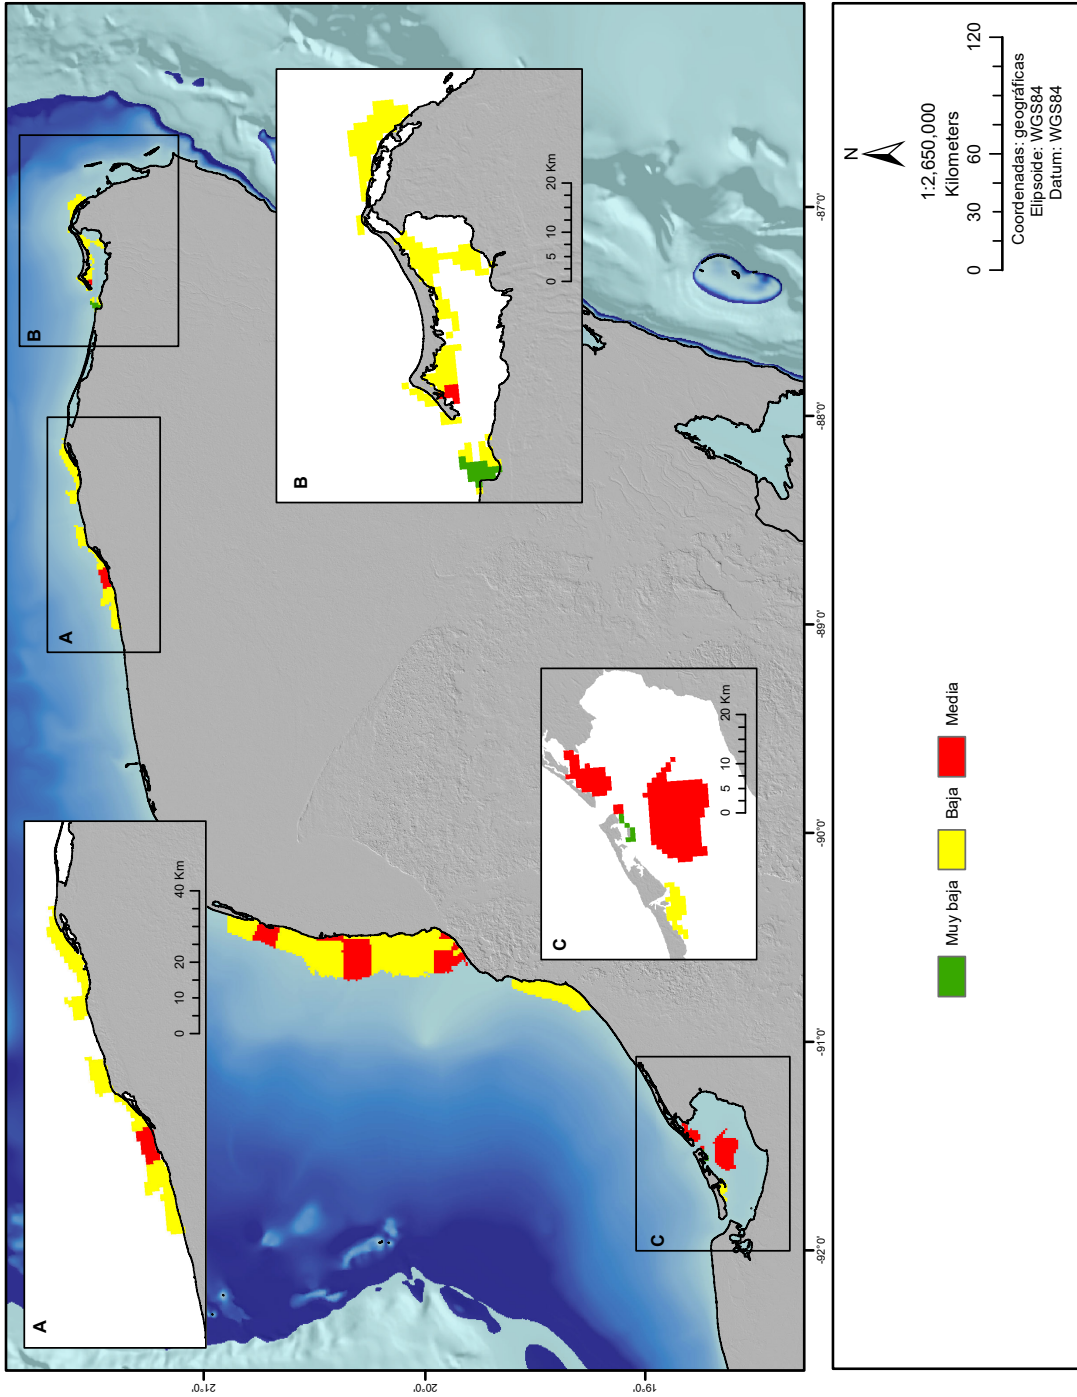 A
40 Km
20
10
0
B
20 Km
10
5
0
C
20 Km
10
5
0
A
B
C
21°0'
20°0'
19°0'
-92°0'
-91°0'
-90°0'
-89°0'
-88°0'
-87°0'
Muy baja
Baja
Media
N
1:2,650,000
Kilometers
0
30
60
120
Coordenadas: geográficas
Elipsoide: WGS84
Datum: WGS84